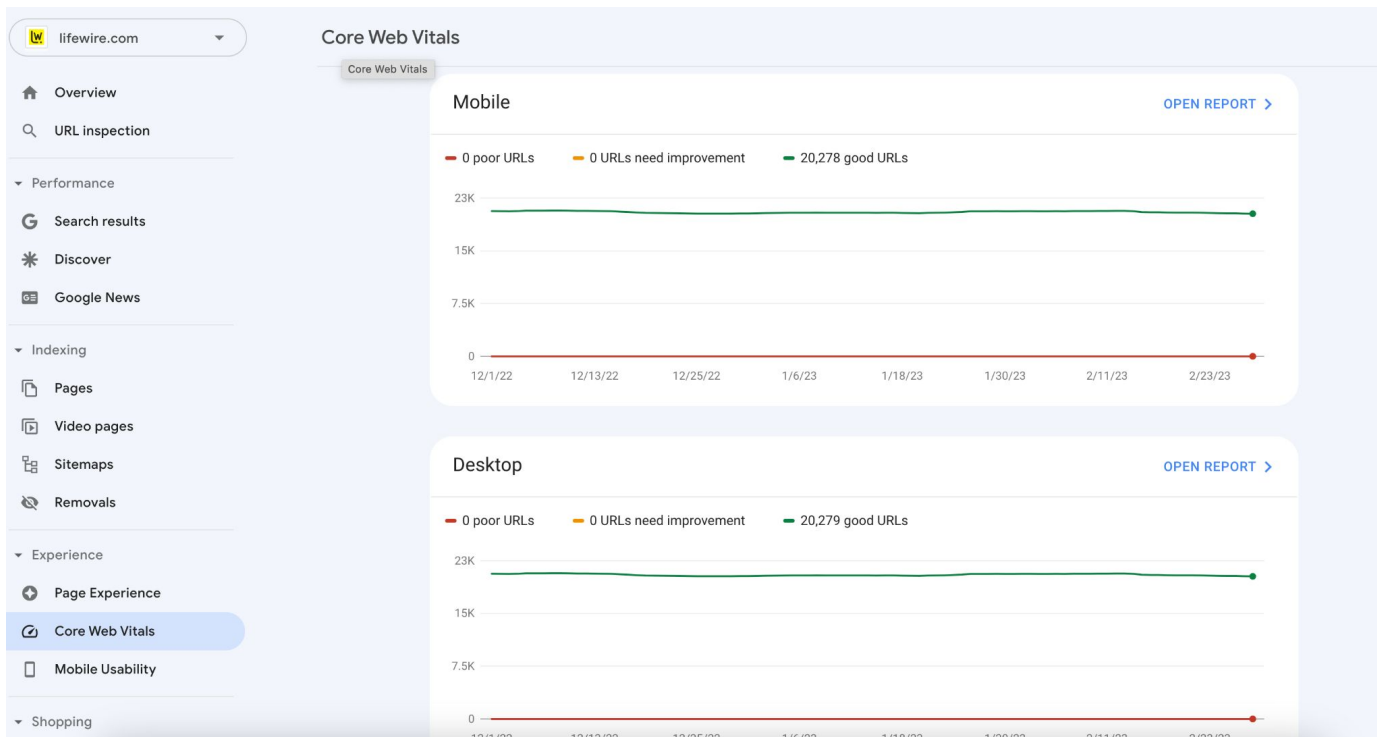 lifewire.com
Overview
URL inspection
Performance
Search results
Discover
Google News
Indexing
Pages
Video pages
Sitemaps
Removals
Experience
Page Experience
Core Web Vitals
Mobile Usability
Shopping
Core Web Vitals
Core Web Vitals
Mobile
OPEN REPORT
0 poor URLs 0 URLs need improvement 20,278 good URLs
23K
15K
7.5K
0
12/1/22 12/13/22 12/25/22 1/6/23 1/18/23 1/30/23 2/11/23 2/23/23
Desktop
OPEN REPORT
0 poor URLs 0 URLs need improvement 20,279 good URLs
23K
15K
7.5K
0